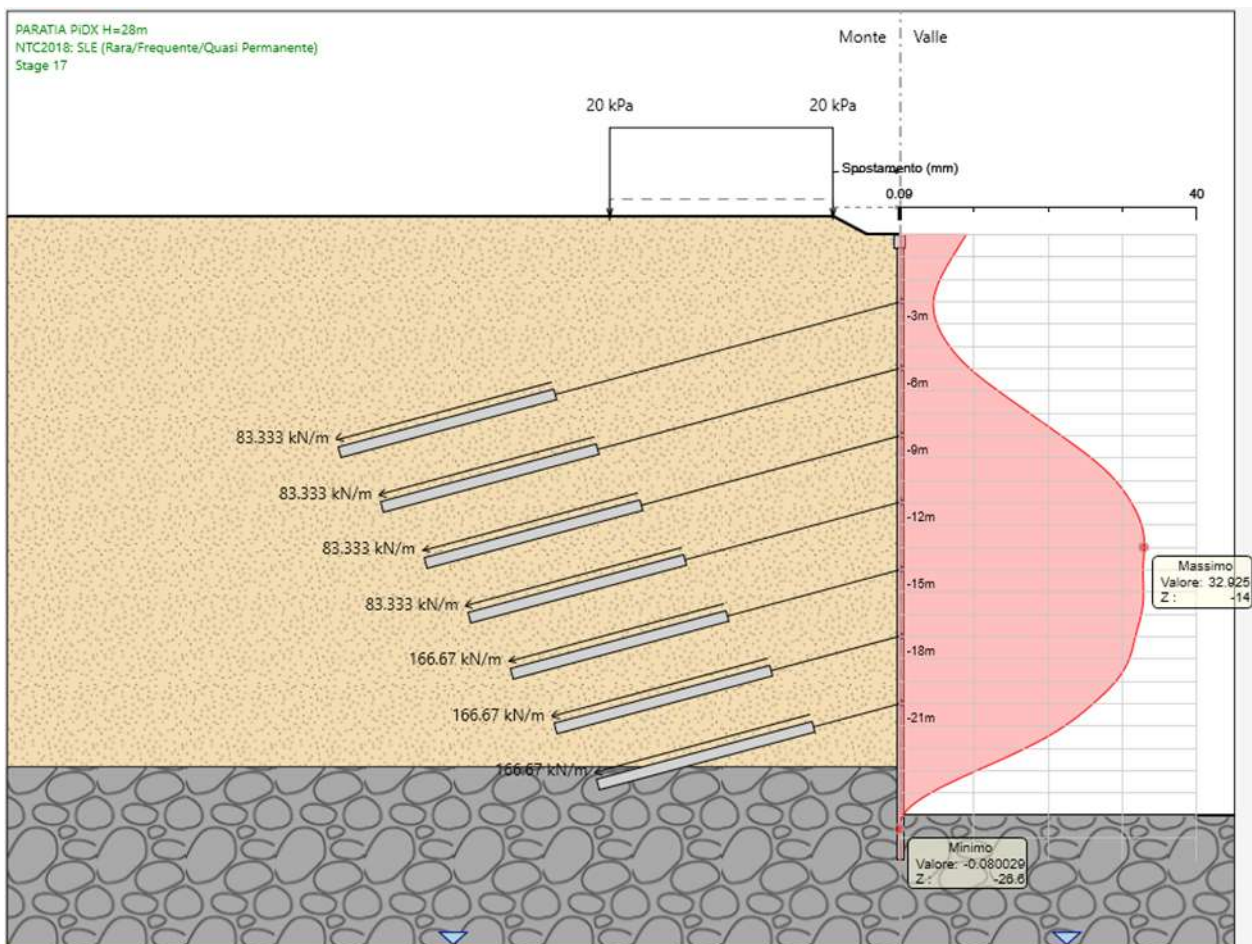 PARATIA PiDX H=28m
NTC2018: SLE (Rara/Frequente/Quasi Permanente)
Stage 17
Monte
Valle
20 kPa
20 kPa
Spostamento (mm)
0.09
40
-3m
-6m
-9m
-12m
-15m
-18m
-21m
83.333 kN/m
83.333 kN/m
83.333 kN/m
83.333 kN/m
166.67 kN/m
166.67 kN/m
166.67 kN/m
Massimo
Valore: 32.925
Z : -14
Minimo
Valore: -0.080029
Z : -26.6